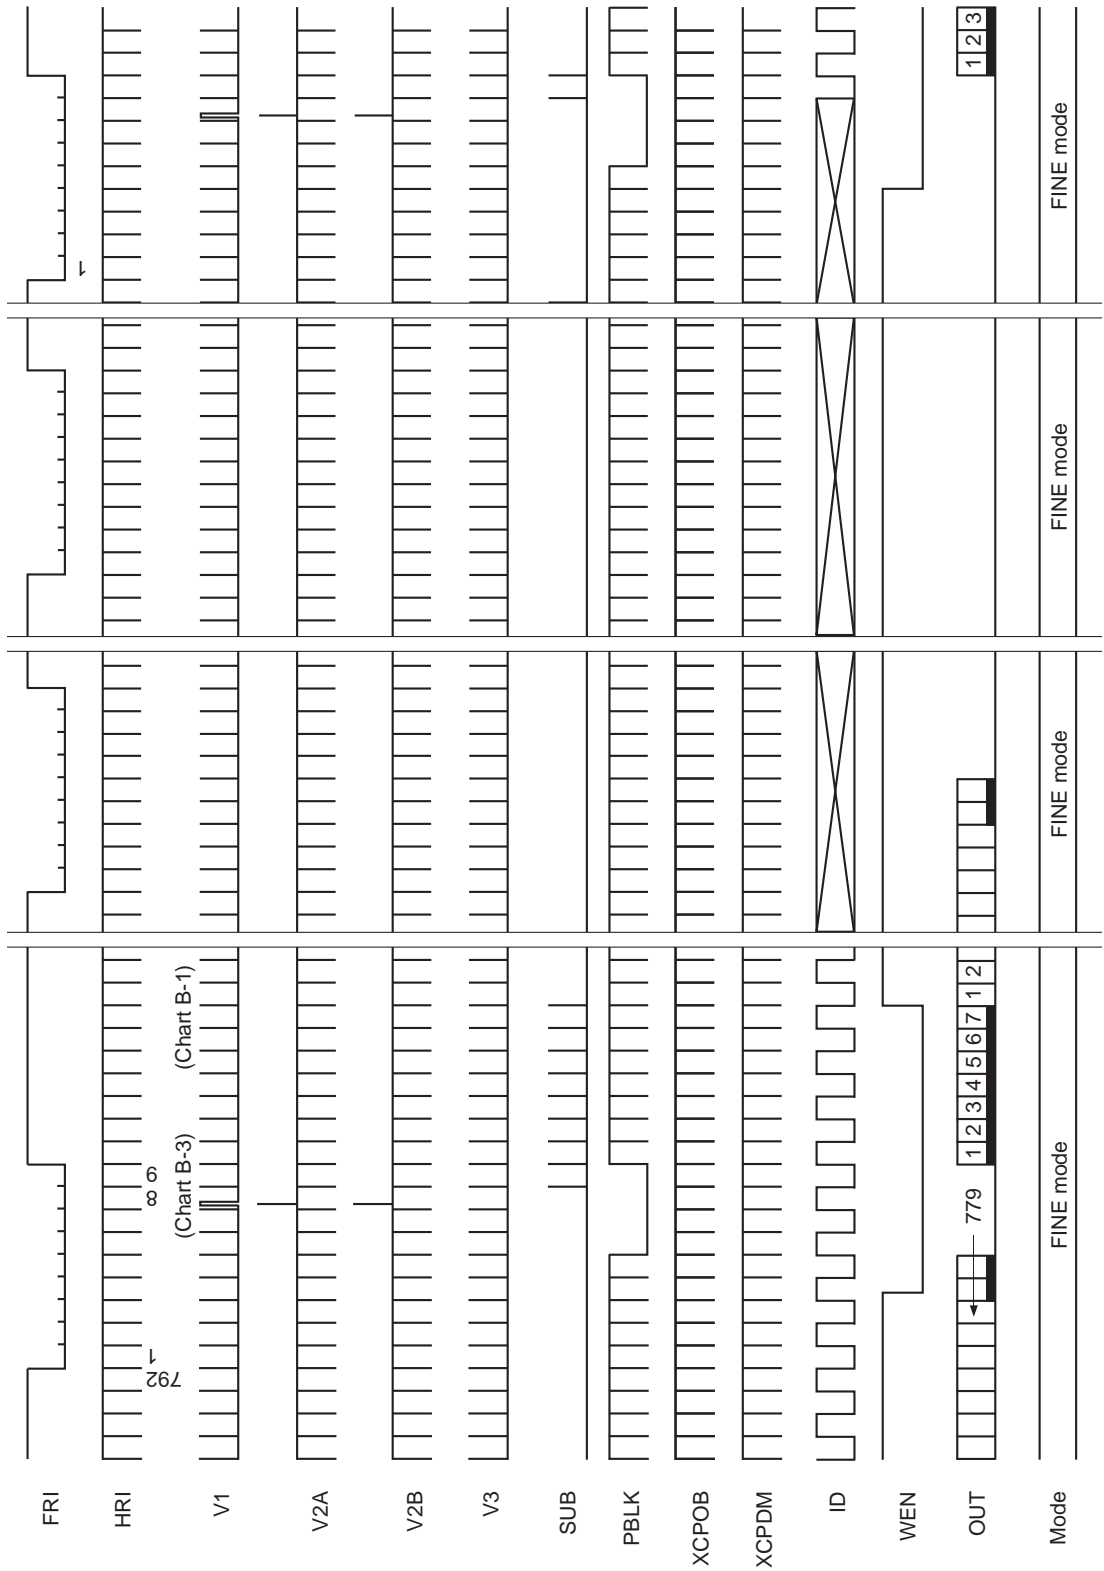 FRI
1
HRI
792
1
8
9
(Chart B-3)
(Chart B-1)
V1
V2A
V2B
V3
SUB
PBLK
XCPOB
XCPDM
ID
WEN
OUT
779
1 2 3 4 5 6 7 1 2
1 2 3
Mode
FINE mode
FINE mode
FINE mode
FINE mode